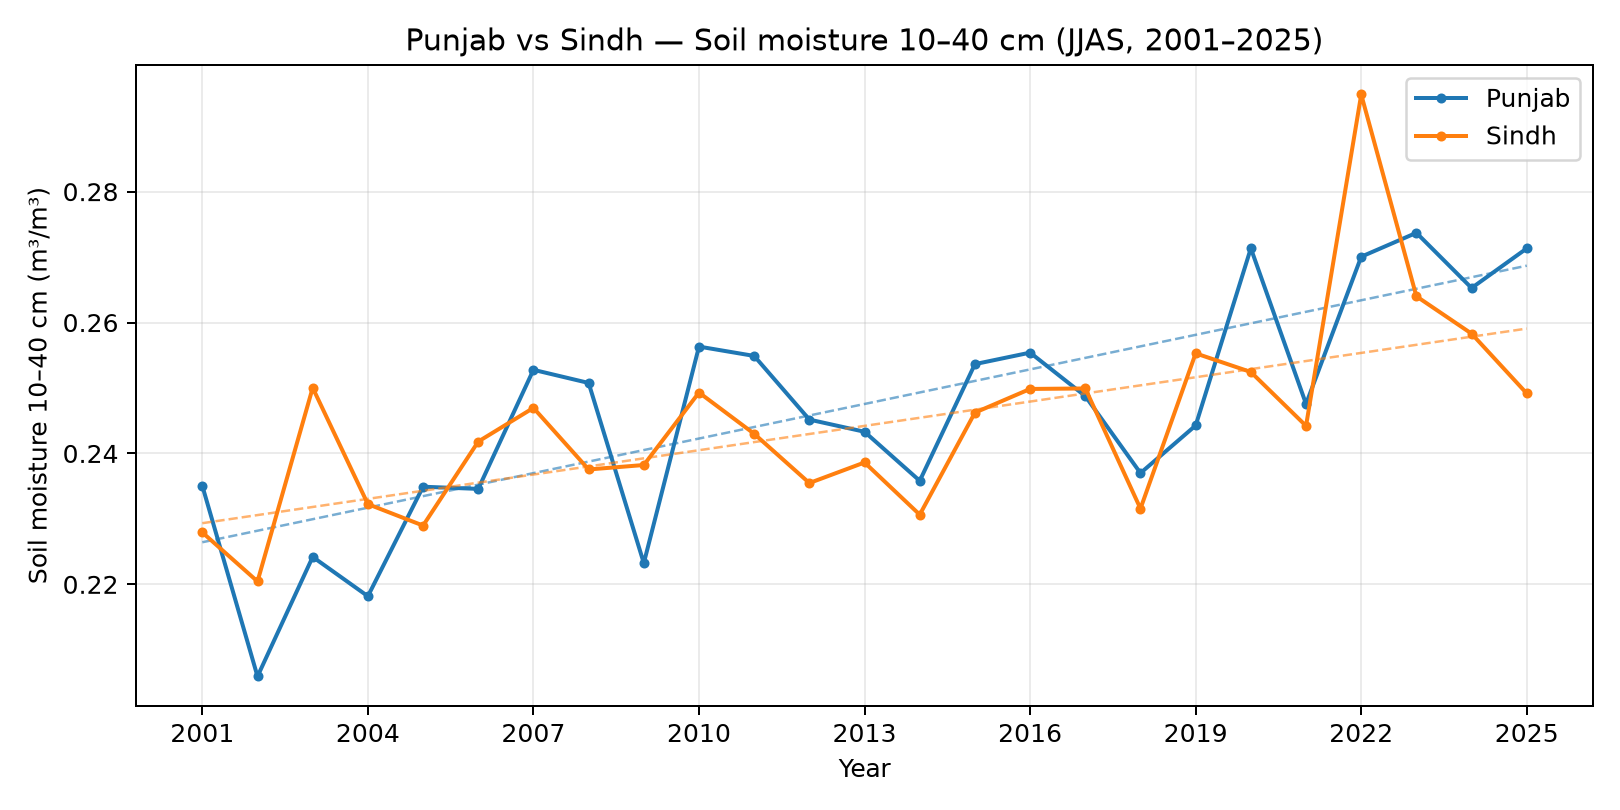 Punjab vs Sindh — Soil moisture 10–40 cm (JJAS, 2001–2025)
Punjab
Sindh
Soil moisture 10–40 cm (m³/m³)
0.28
0.26
0.24
0.22
2001 2004 2007 2010 2013 2016 2019 2022 2025
Year